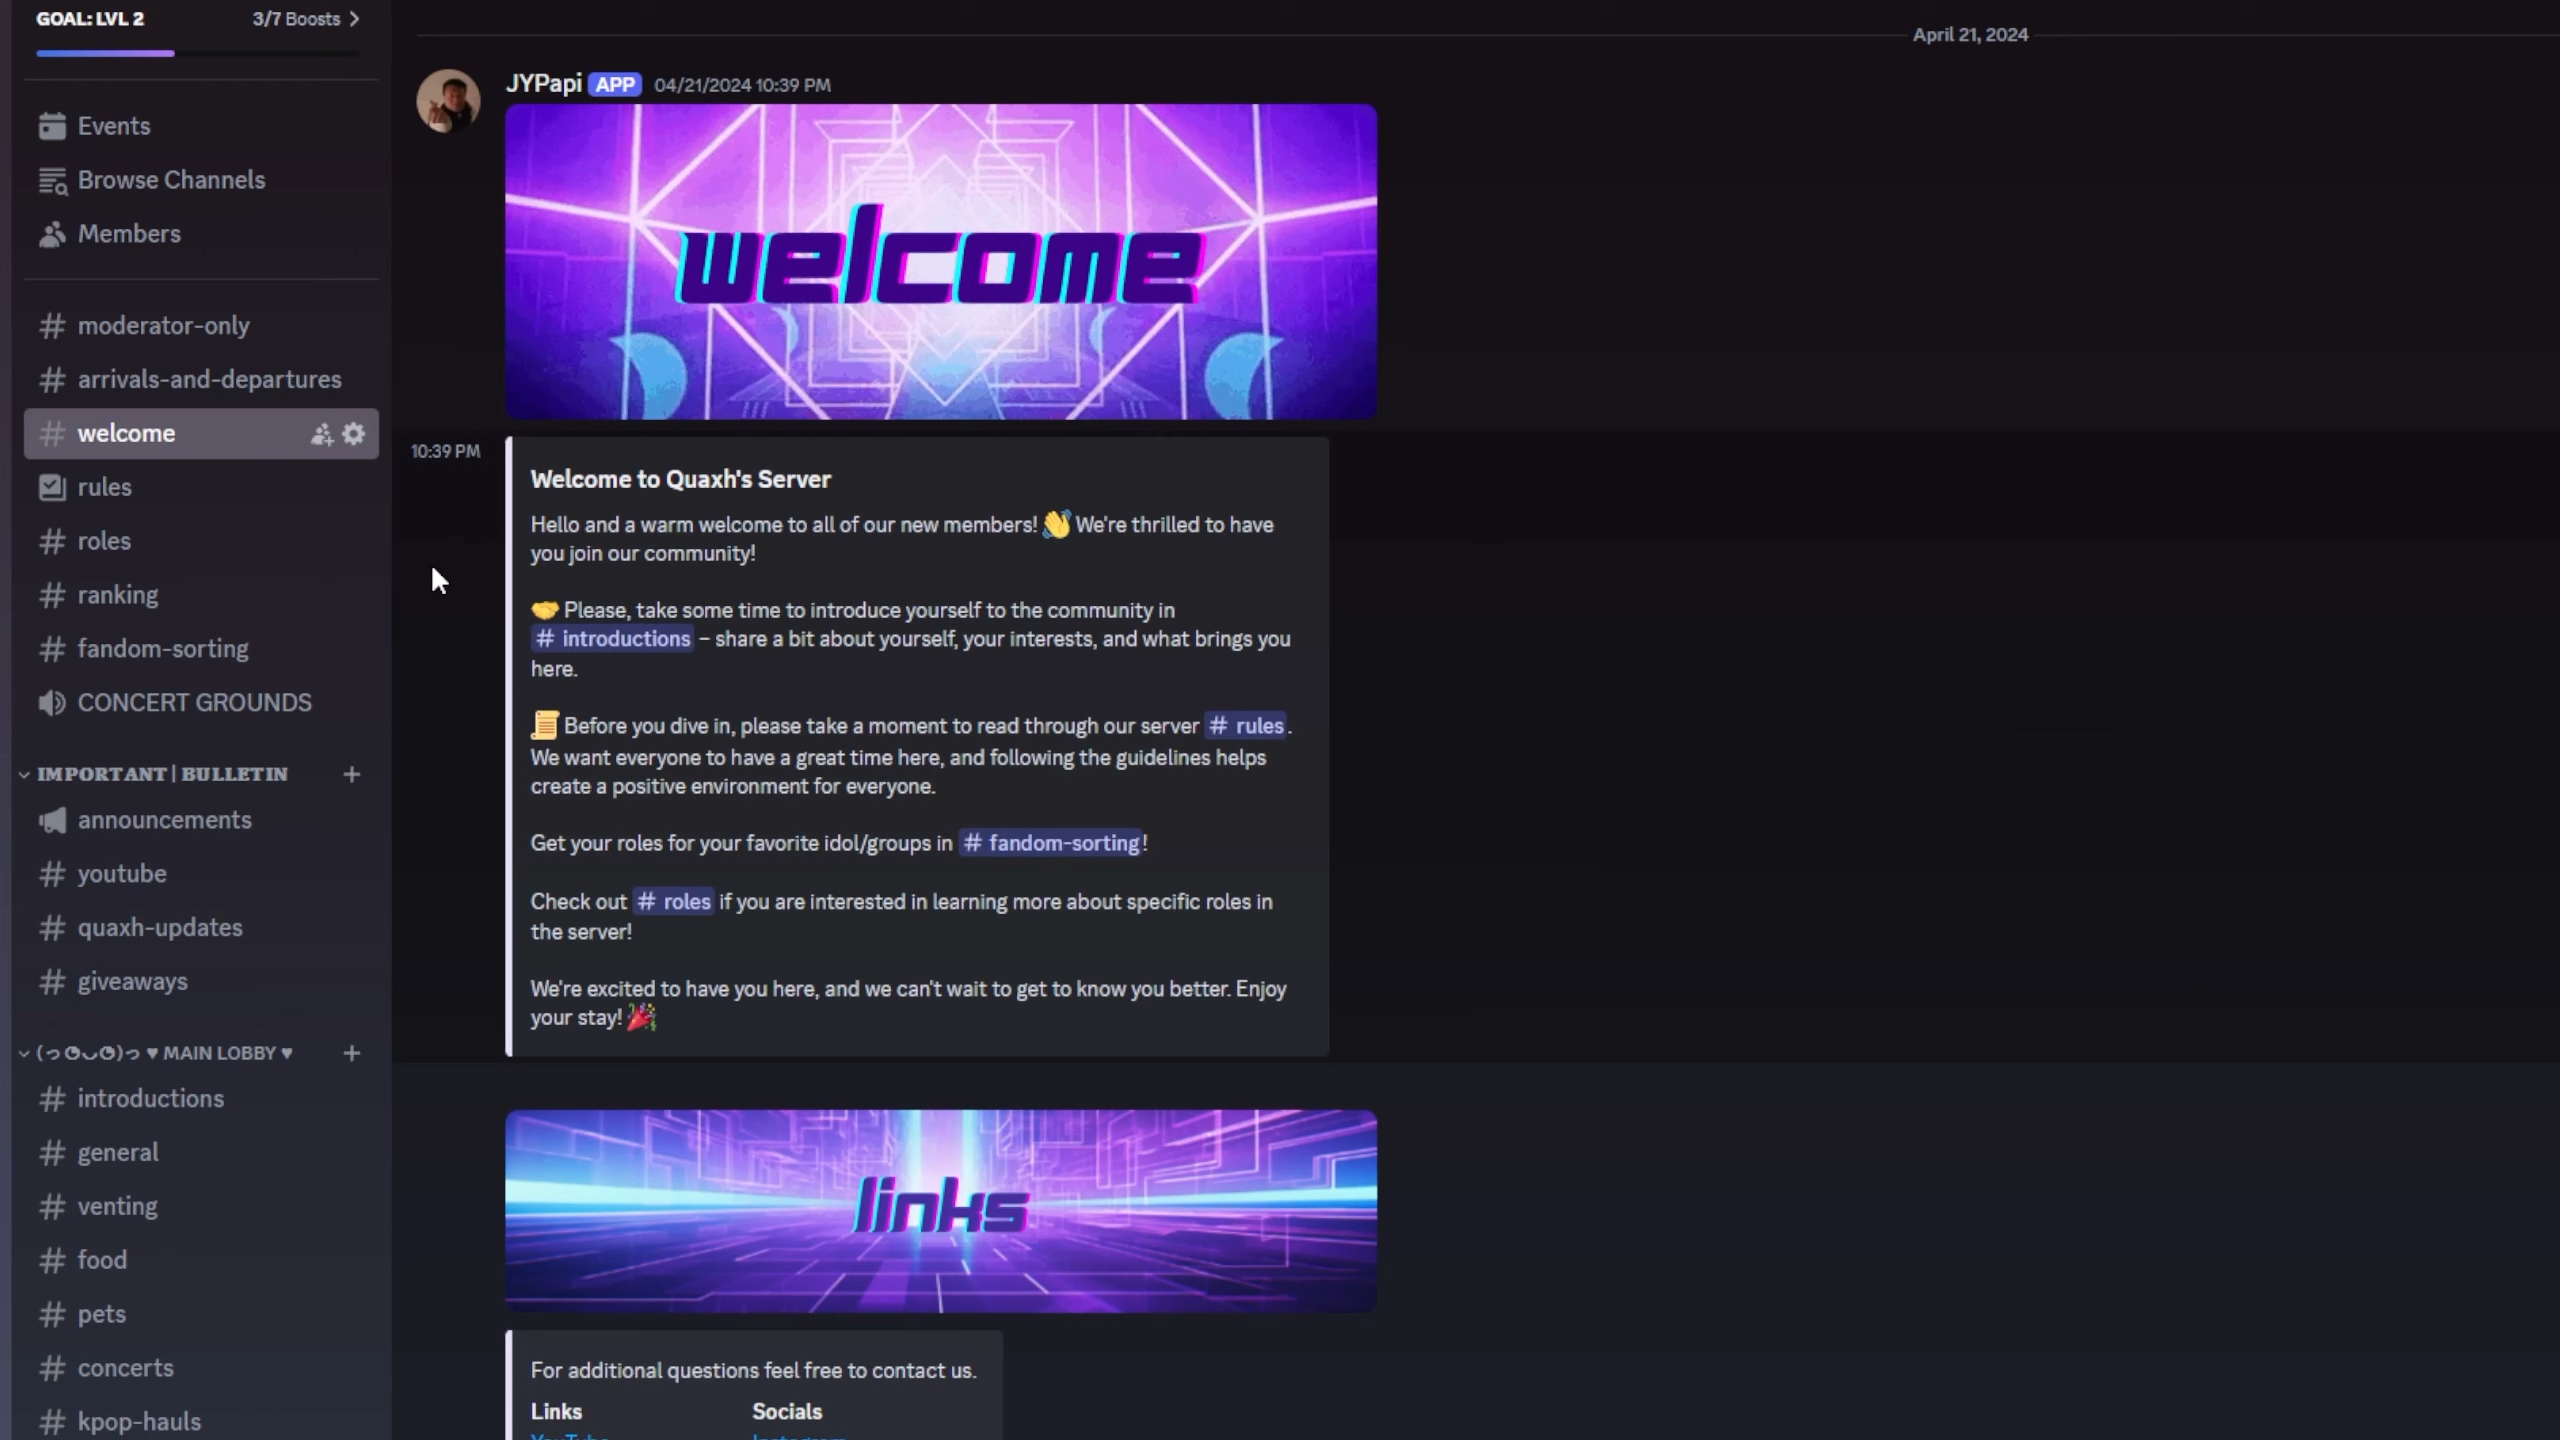 GOAL: LVL 2
3/7 Boosts
Events
Browse Channels
Members
moderator-only
arrivals-and-departures
welcome
rules
roles
ranking
fandom-sorting
CONCERT GROUNDS
IMPORTANT | BULLETIN
announcements
youtube
quaxh-updates
giveaways
(っ◔◡◔)っ ♥ MAIN LOBBY ♥
introductions
general
venting
food
pets
concerts
kpop-hauls
April 21, 2024
JYPapi APP 04/21/2024 10:39 PM
welcome
10:39 PM
Welcome to Quaxh's Server
Hello and a warm welcome to all of our new members! 👋 We're thrilled to have
you join our community!
🤝 Please, take some time to introduce yourself to the community in
# introductions – share a bit about yourself, your interests, and what brings you
here.
📜 Before you dive in, please take a moment to read through our server # rules.
We want everyone to have a great time here, and following the guidelines helps
create a positive environment for everyone.
Get your roles for your favorite idol/groups in # fandom-sorting!
Check out # roles if you are interested in learning more about specific roles in
the server!
We're excited to have you here, and we can't wait to get to know you better. Enjoy
your stay! 🎉
links
For additional questions feel free to contact us.
Links Socials